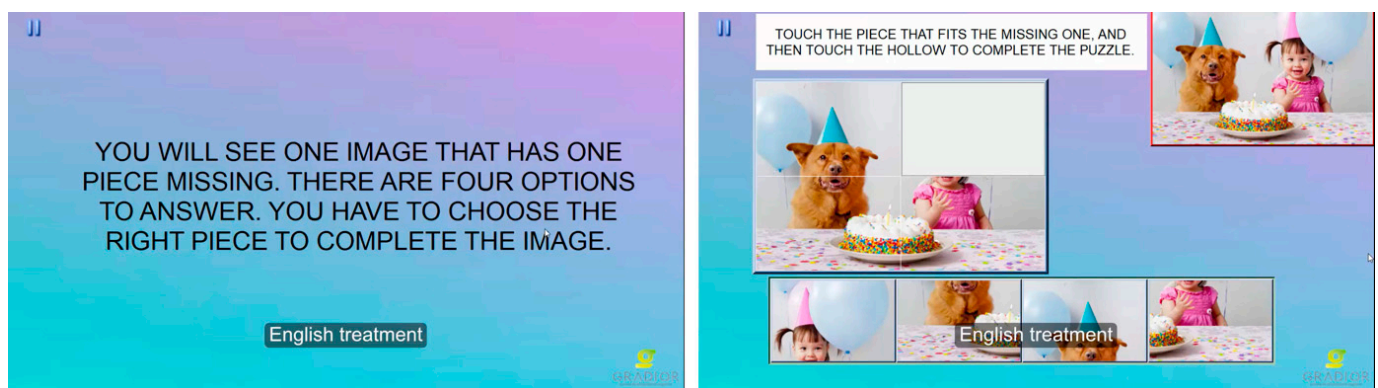 YOU WILL SEE ONE IMAGE THAT HAS ONE
PIECE MISSING. THERE ARE FOUR OPTIONS
TO ANSWER. YOU HAVE TO CHOOSE THE
RIGHT PIECE TO COMPLETE THE IMAGE.
English treatment
GRADIOR
TOUCH THE PIECE THAT FITS THE MISSING ONE, AND
THEN TOUCH THE HOLLOW TO COMPLETE THE PUZZLE.
English treatment
GRADIOR